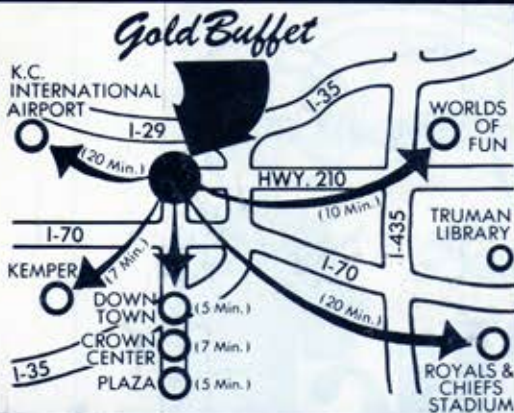 Gold Buffet
K.C.
INTERNATIONAL
AIRPORT
I-29
I-35
WORLDS
OF
FUN
(20 Min.)
HWY. 210
(10 Min.)
I-70
I-435
TRUMAN
LIBRARY
KEMPER
(7 Min.)
I-70
DOWN
TOWN
(5 Min.)
(20 Min.)
CROWN
CENTER
(7 Min.)
I-35
PLAZA
(5 Min.)
ROYALS &
CHIEFS
STADIUM